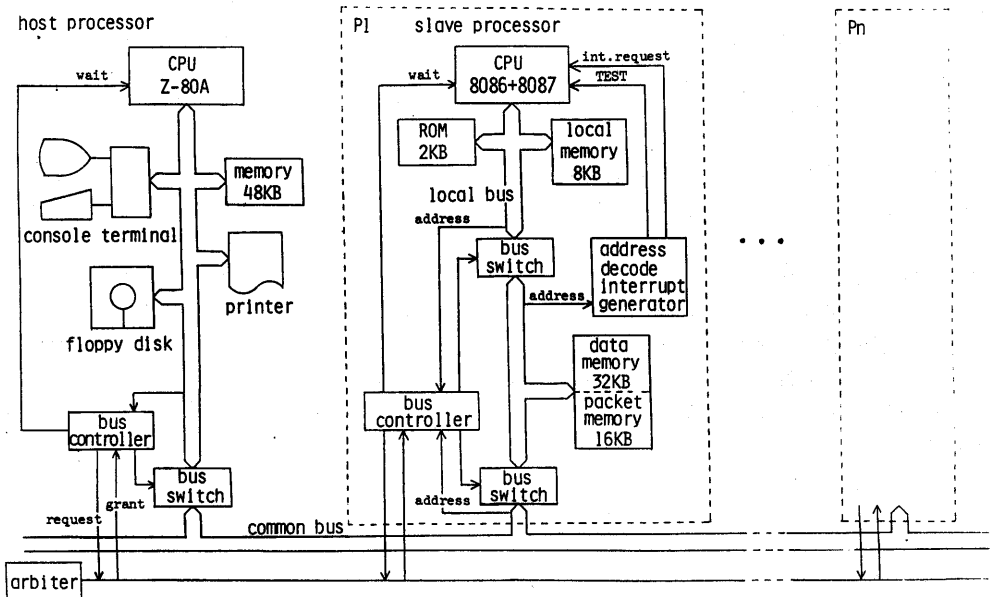 host processor
CPU
Z-80A
wait
memory
48KB
console terminal
printer
floppy disk
bus
controller
bus
switch
request
grant
common bus
arbiter
P1
slave processor
CPU
8086+8087
wait
int.request
TEST
ROM
2KB
local
memory
8KB
local bus
address
bus
switch
address
decode
interrupt
generator
address
data
memory
32KB
packet
memory
16KB
bus
controller
address
bus
switch
• • •
Pn